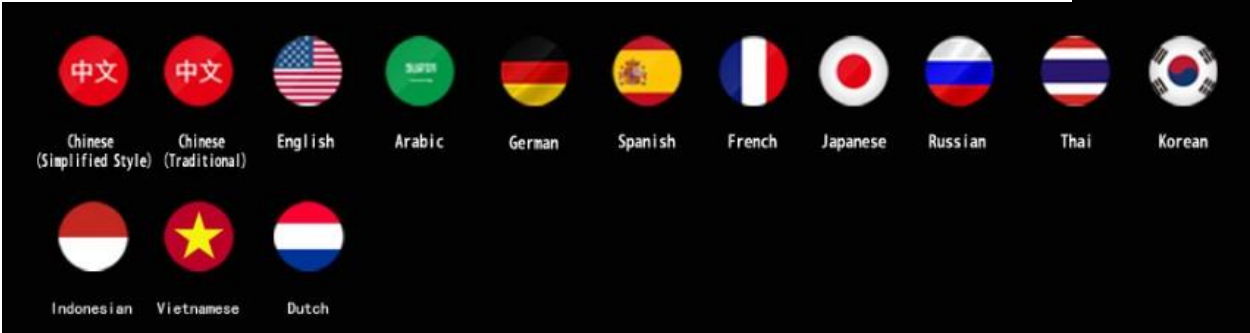 中文 中文
Chinese Chinese English Arabic German Spanish French Japanese Russian Thai Korean
(Simplified Style) (Traditional)
Indonesian Vietnamese Dutch